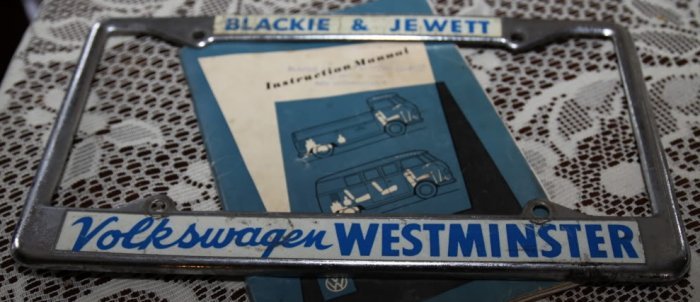 BLACKIE & JEWETT
Instruction Manual
Volkswagen WESTMINSTER